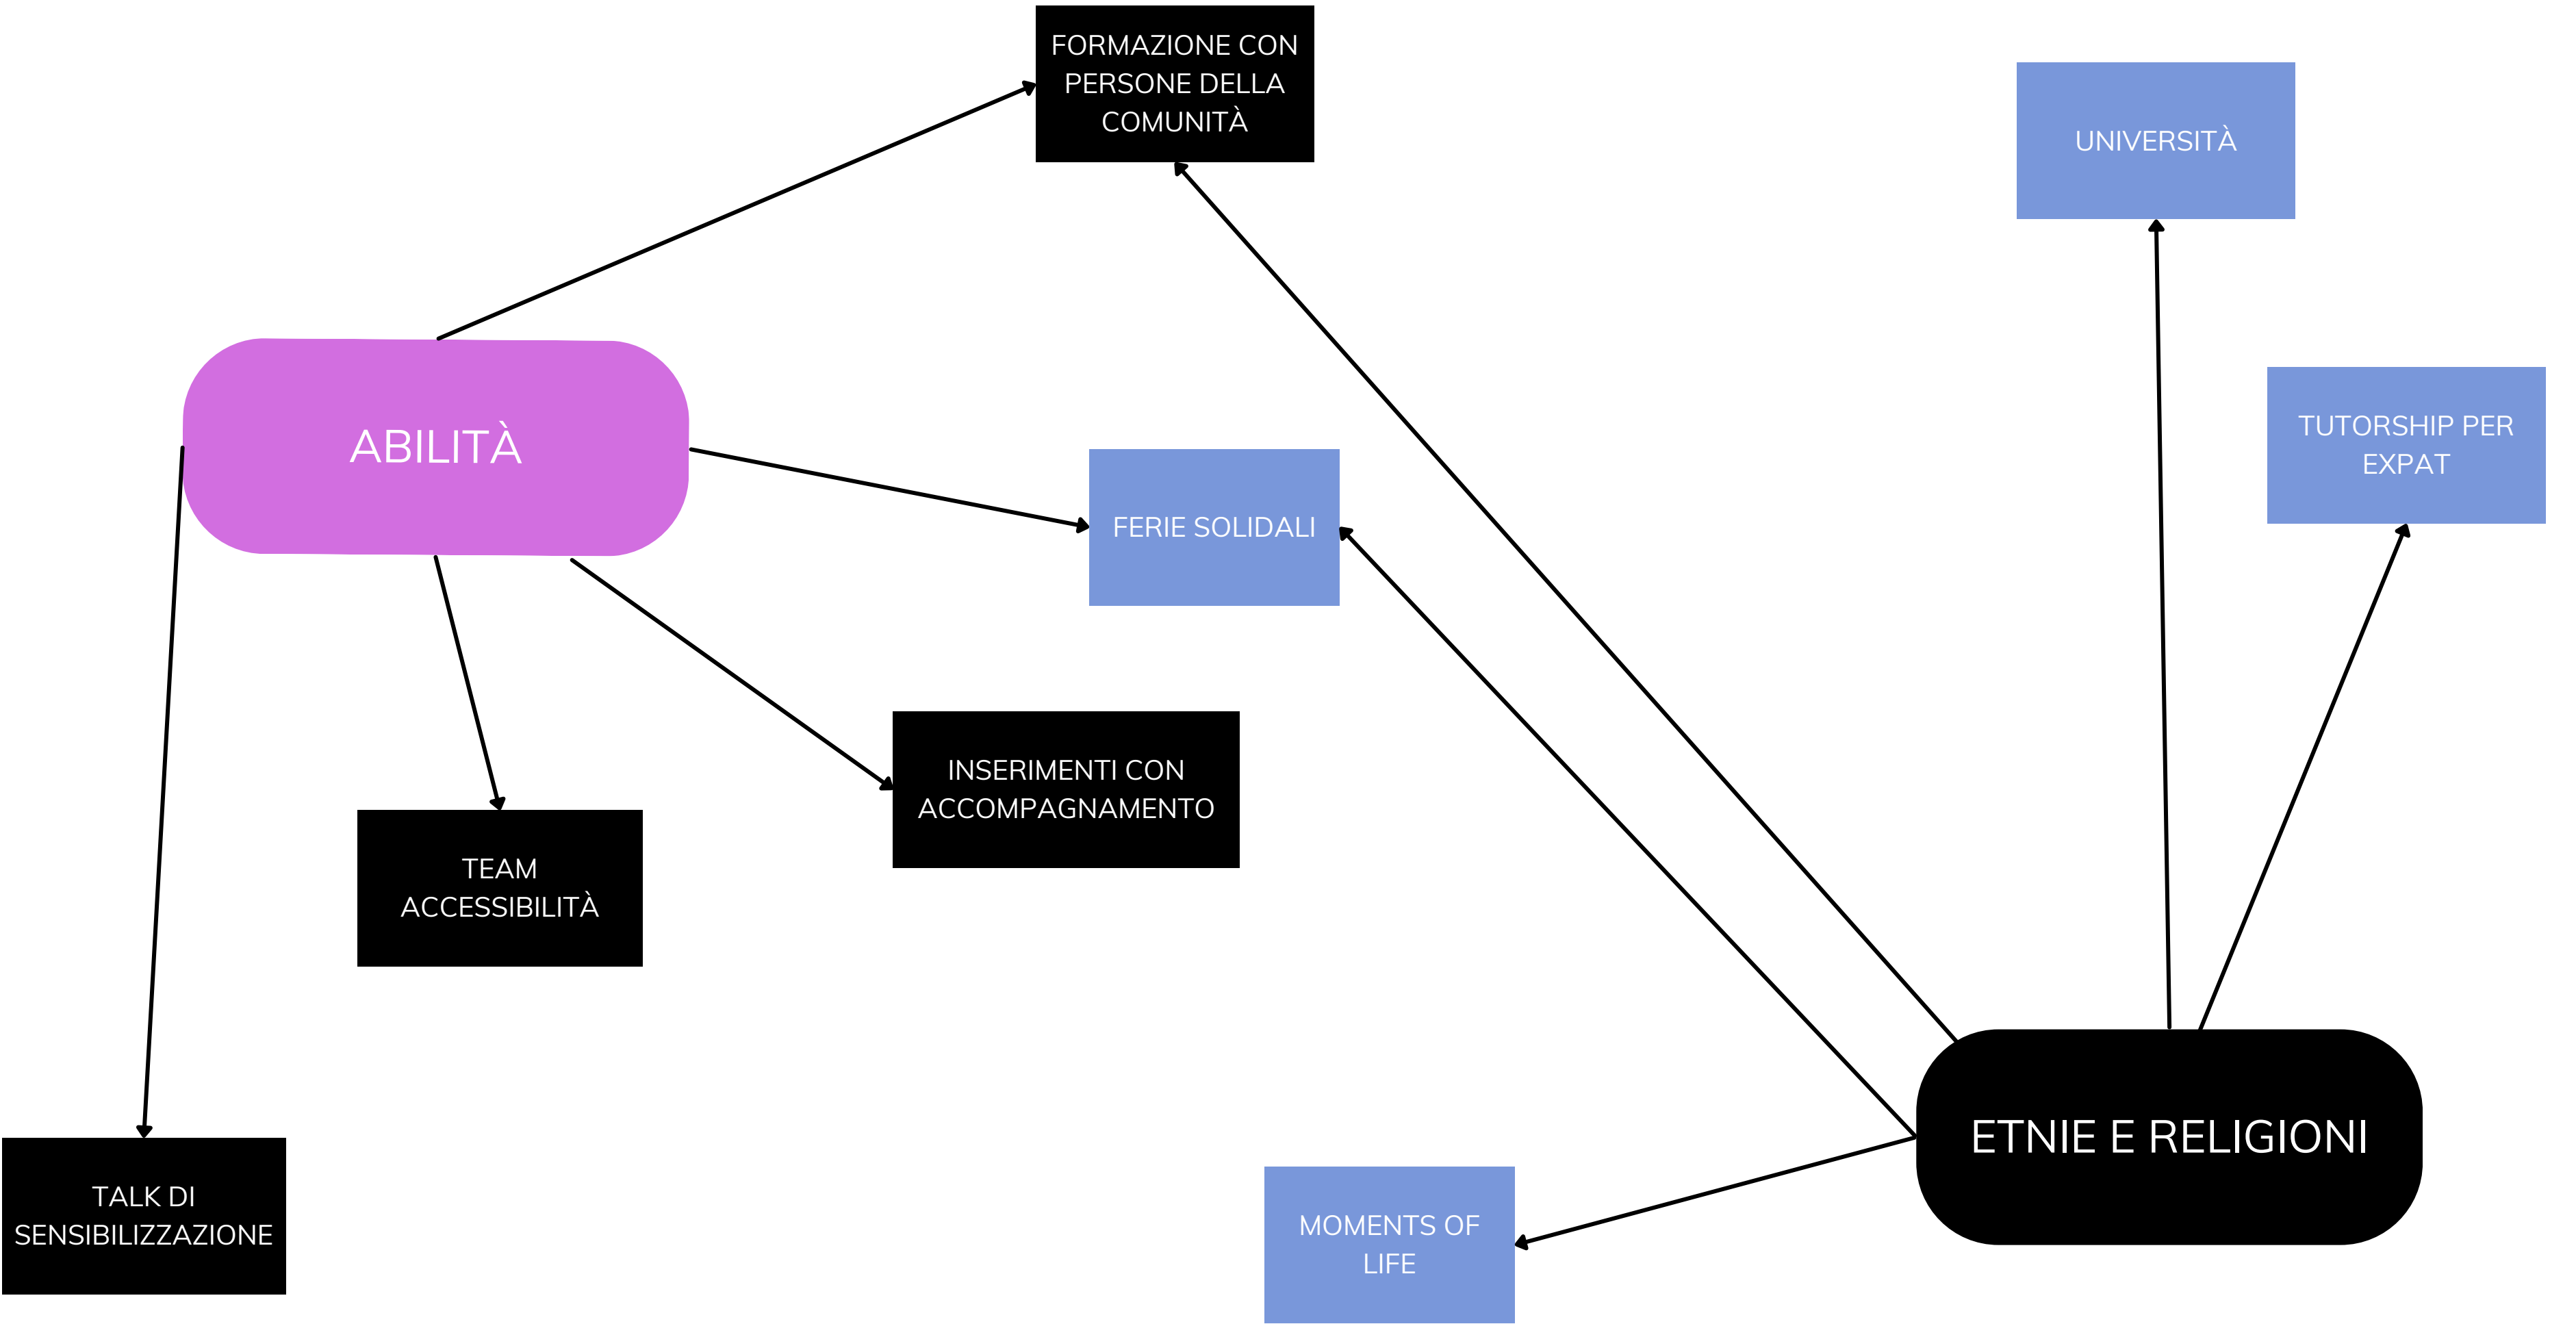 FORMAZIONE CON
PERSONE DELLA
COMUNITÀ
UNIVERSITÀ
TUTORSHIP PER
EXPAT
ABILITÀ
FERIE SOLIDALI
INSERIMENTI CON
ACCOMPAGNAMENTO
TEAM
ACCESSIBILITÀ
ETNIE E RELIGIONI
TALK DI
SENSIBILIZZAZIONE
MOMENTS OF
LIFE